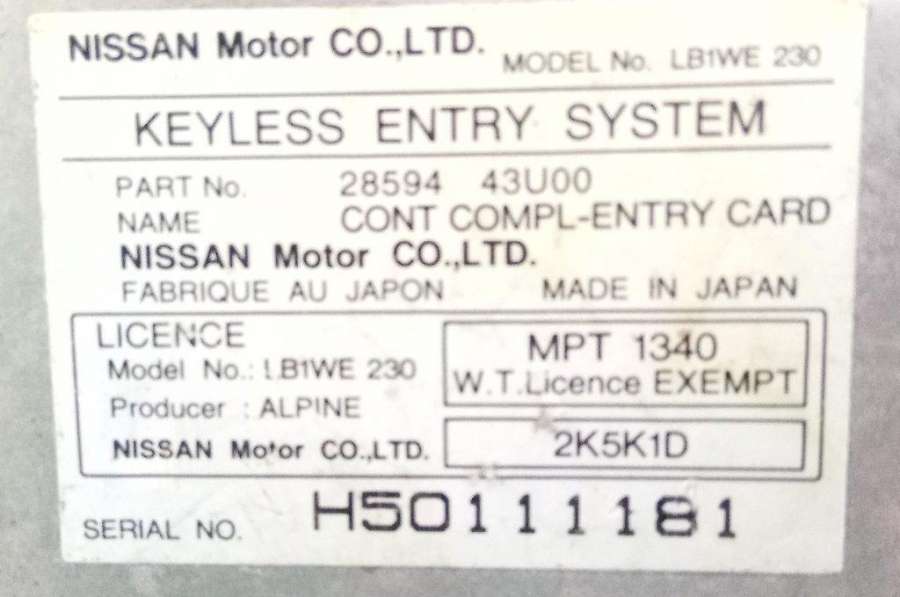 NISSAN Motor CO.,LTD. MODEL No. LB1WE 230
KEYLESS ENTRY SYSTEM
PART No. 28594 43U00
NAME CONT COMPL-ENTRY CARD
NISSAN Motor CO.,LTD.
FABRIQUE AU JAPON MADE IN JAPAN
LICENCE
Model No.: LB1WE 230
Producer : ALPINE
NISSAN Motor CO.,LTD.
MPT 1340
W.T.Licence EXEMPT
2K5K1D
SERIAL NO. H50111181